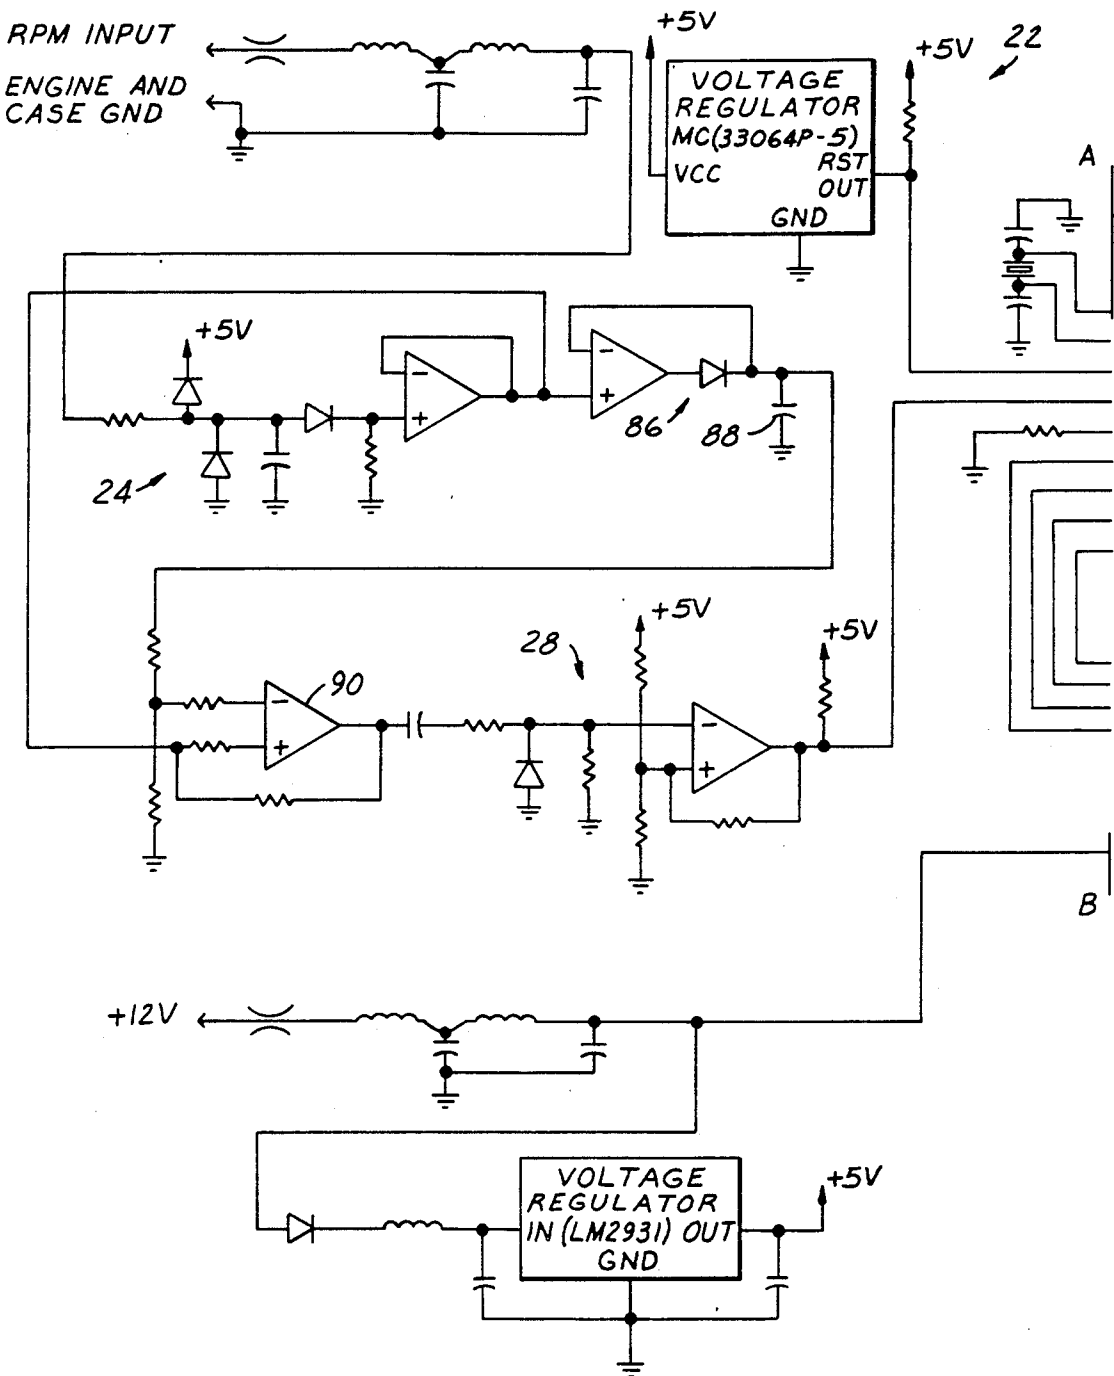 RPM INPUT
ENGINE AND
CASE GND
+5V
VOLTAGE
REGULATOR
MC(33064P-5)
VCC
RST
OUT
GND
+5V
22
A
+5V
24
-
+
-
+
86
88
90
-
+
28
+5V
-
+
+5V
B
+12V
VOLTAGE
REGULATOR
IN (LM2931) OUT
GND
+5V